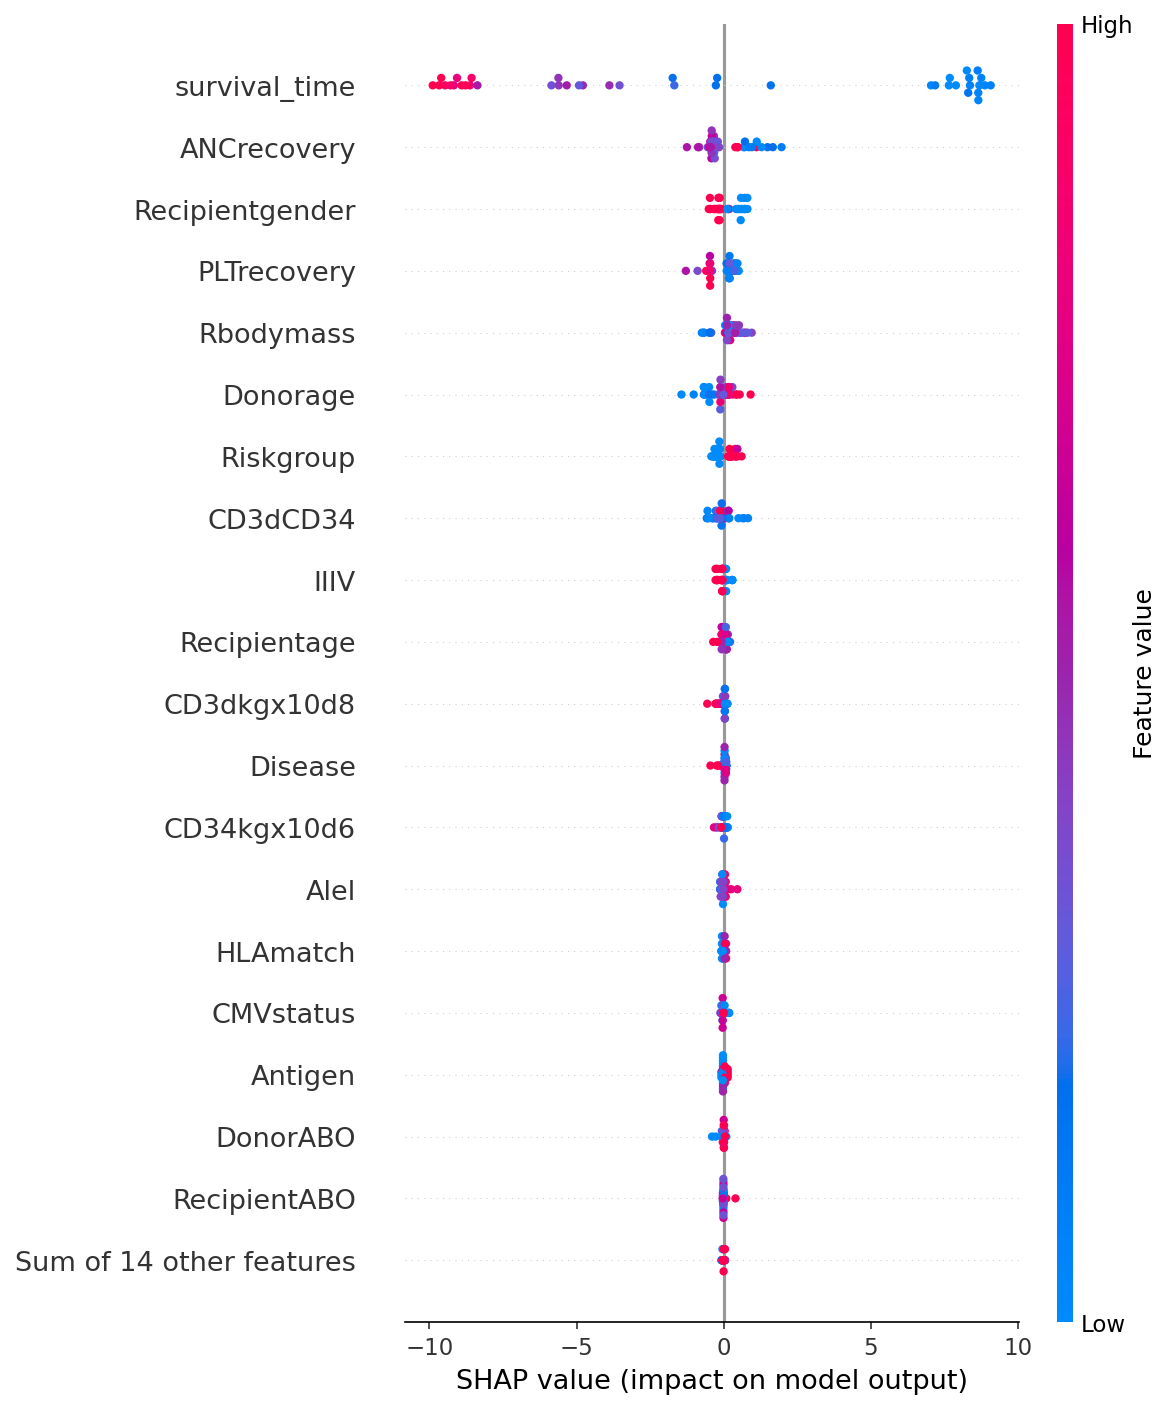 High
survival_time
ANCrecovery
Recipientgender
PLTrecovery
Rbodymass
Donorage
Riskgroup
CD3dCD34
IIIV
Recipientage
CD3dkgx10d8
Disease
CD34kgx10d6
Alel
HLAmatch
CMVstatus
Antigen
DonorABO
RecipientABO
Sum of 14 other features
Feature value
Low
−10 −5 0 5 10
SHAP value (impact on model output)